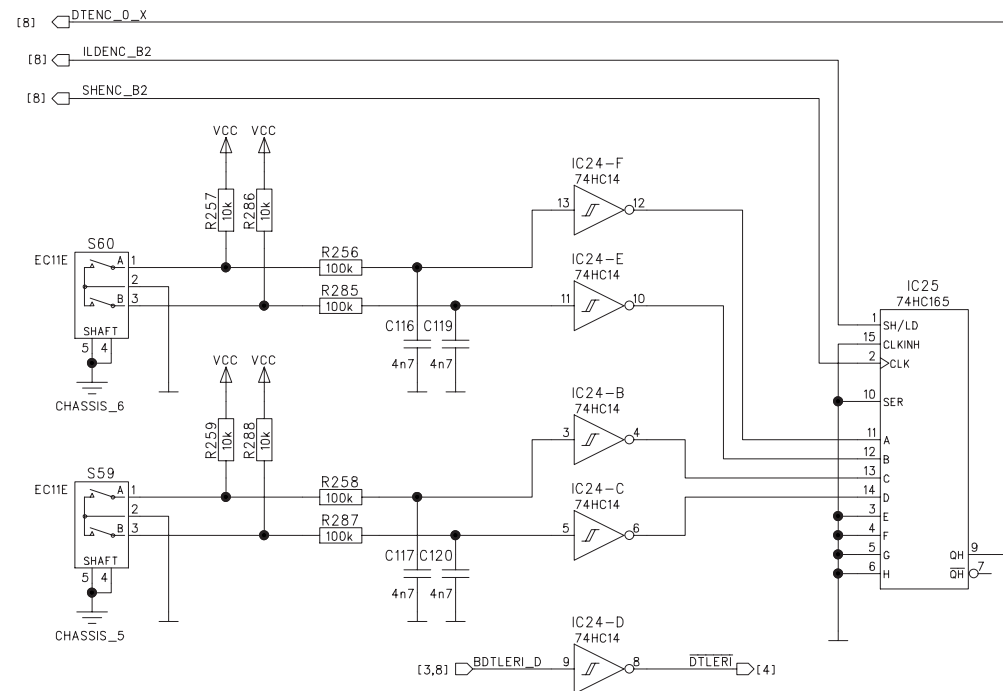 [8] DTENC_O_X
[8] ILDENC_B2
[8] SHENC_B2
VCC VCC
R257 10k
R286 10k
S60
EC11E
A 1
2
B 3
SHAFT
5 4
CHASSIS_6
R256
100k
R285
100k
C116 C119
4n7 4n7
IC24-F
74HC14
13 12
IC24-E
74HC14
11 10
VCC VCC
R259 10k
R288 10k
S59
EC11E
A 1
2
B 3
SHAFT
5 4
CHASSIS_5
R258
100k
R287
100k
C117 C120
4n7 4n7
IC24-B
74HC14
3 4
IC24-C
74HC14
5 6
IC24-D
74HC14
[3,8] BDTLERI_D 9 8 DTLERI [4]
IC25
74HC165
1 SH/LD
15 CLKINH
2 CLK
10 SER
11 A
12 B
13 C
14 D
3 E
4 F
5 G QH 9
6 H QH 7